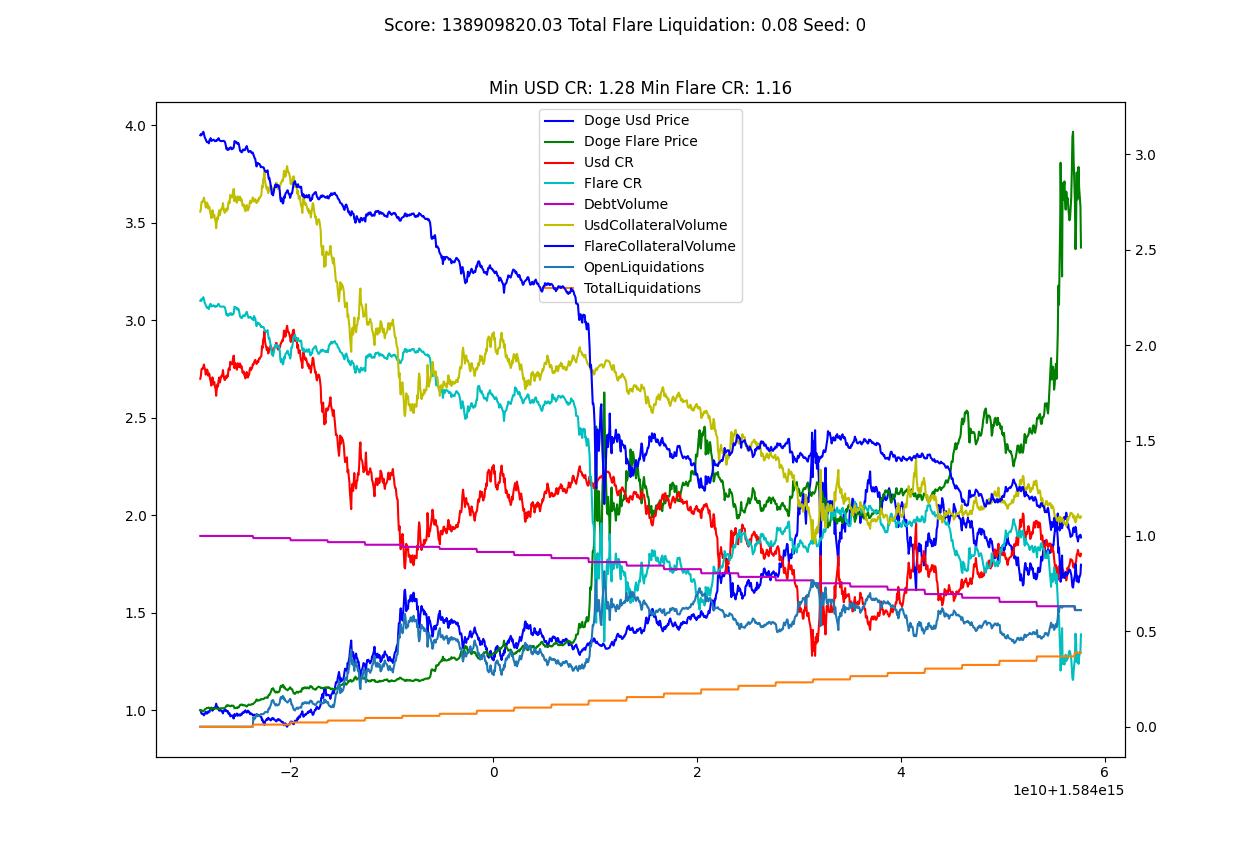 Score: 138909820.03 Total Flare Liquidation: 0.08 Seed: 0
Min USD CR: 1.28 Min Flare CR: 1.16
Doge Usd Price
Doge Flare Price
Usd CR
Flare CR
DebtVolume
UsdCollateralVolume
FlareCollateralVolume
OpenLiquidations
TotalLiquidations
4.0
3.5
3.0
2.5
2.0
1.5
1.0
3.0
2.5
2.0
1.5
1.0
0.5
0.0
−2
0
2
4
6
1e10+1.584e15